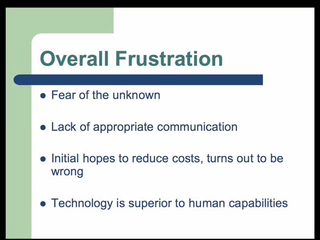 Overall Frustration
Fear of the unknown
Lack of appropriate communication
Initial hopes to reduce costs, turns out to be
wrong
Technology is superior to human capabilities